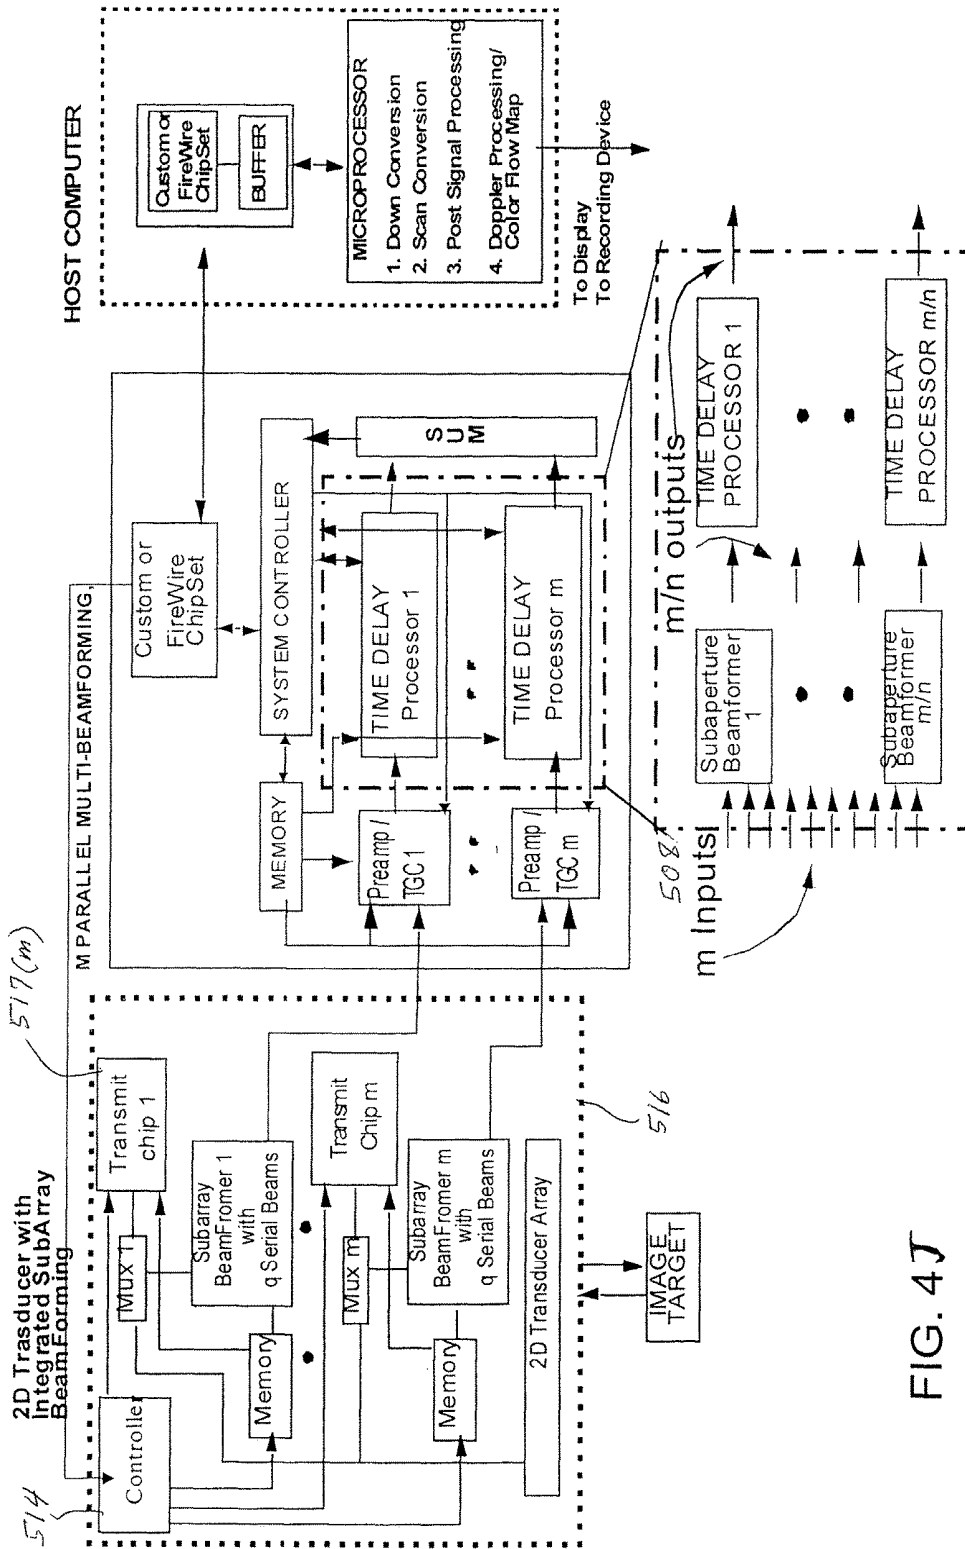 2D Trasducer with
Integrated SubArray
BeamForming
514
Controller
517(m)
Transmit
chip 1
Mux 1
Subarray
BeamFromer 1
with
q Serial Beams
Memory
Transmit
Chip m
Mux m
Subarray
BeamFromer m
with
q Serial Beams
Memory
2D Transducer Array
516
IMAGE
TARGET
M PARALLEL MULTI-BEAMFORMING,
Custom or
FireWire
ChipSet
MEMORY
SYSTEM CONTROLLER
Preamp /
TGC 1
TIME DELAY
Processor 1
SUM
Preamp /
TGC m
TIME DELAY
Processor m
HOST COMPUTER
Custom or
FireWire
ChipSet
BUFFER
MICROPROCESSOR
1. Down Conversion
2. Scan Conversion
3. Post Signal Processing
4. Doppler Processing/
Color Flow Map
To Display
To Recording Device
508
m Inputs
m/n outputs
Subaperture
Beamformer
1
TIME DELAY
PROCESSOR 1
Subaperture
Beamformer
m/n
TIME DELAY
PROCESSOR m/n
FIG. 4J